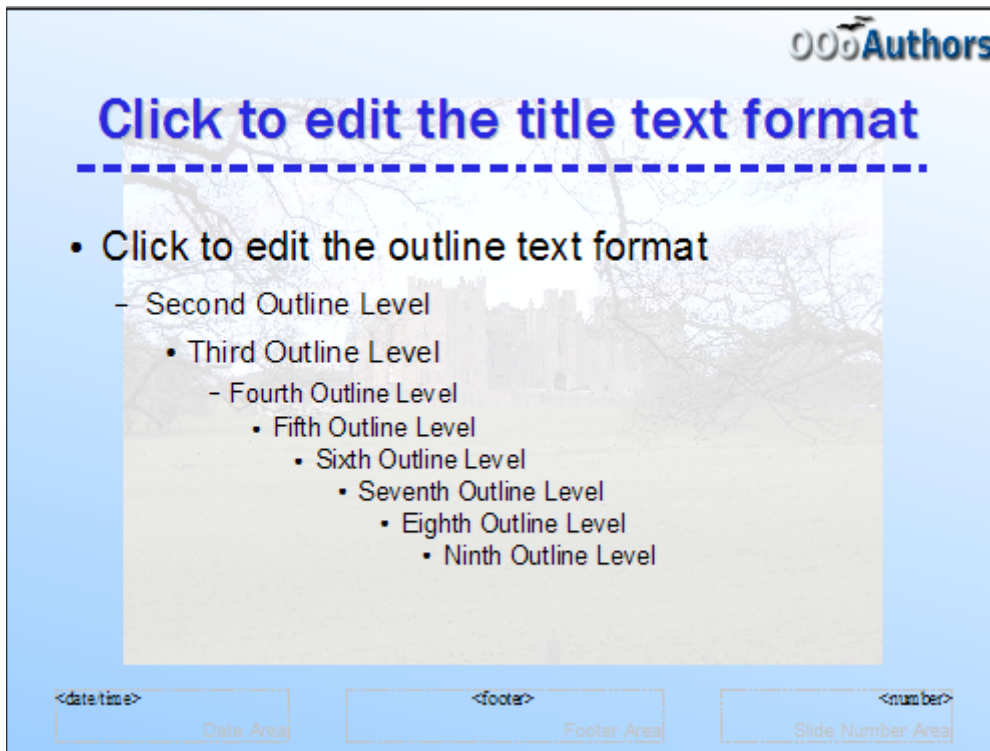 OOoAuthors
Click to edit the title text format
• Click to edit the outline text format
– Second Outline Level
• Third Outline Level
– Fourth Outline Level
• Fifth Outline Level
• Sixth Outline Level
• Seventh Outline Level
• Eighth Outline Level
• Ninth Outline Level
<date/time> <footer> <number>
Date Area Footer Area Slide Number Area